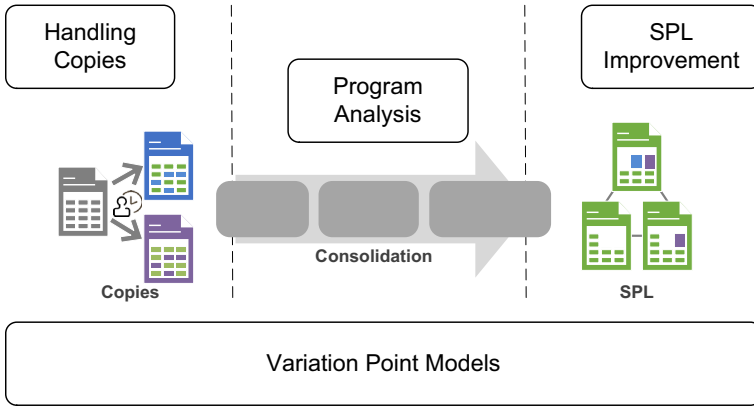 Handling
Copies
Program
Analysis
SPL
Improvement
Consolidation
Copies
SPL
Variation Point Models